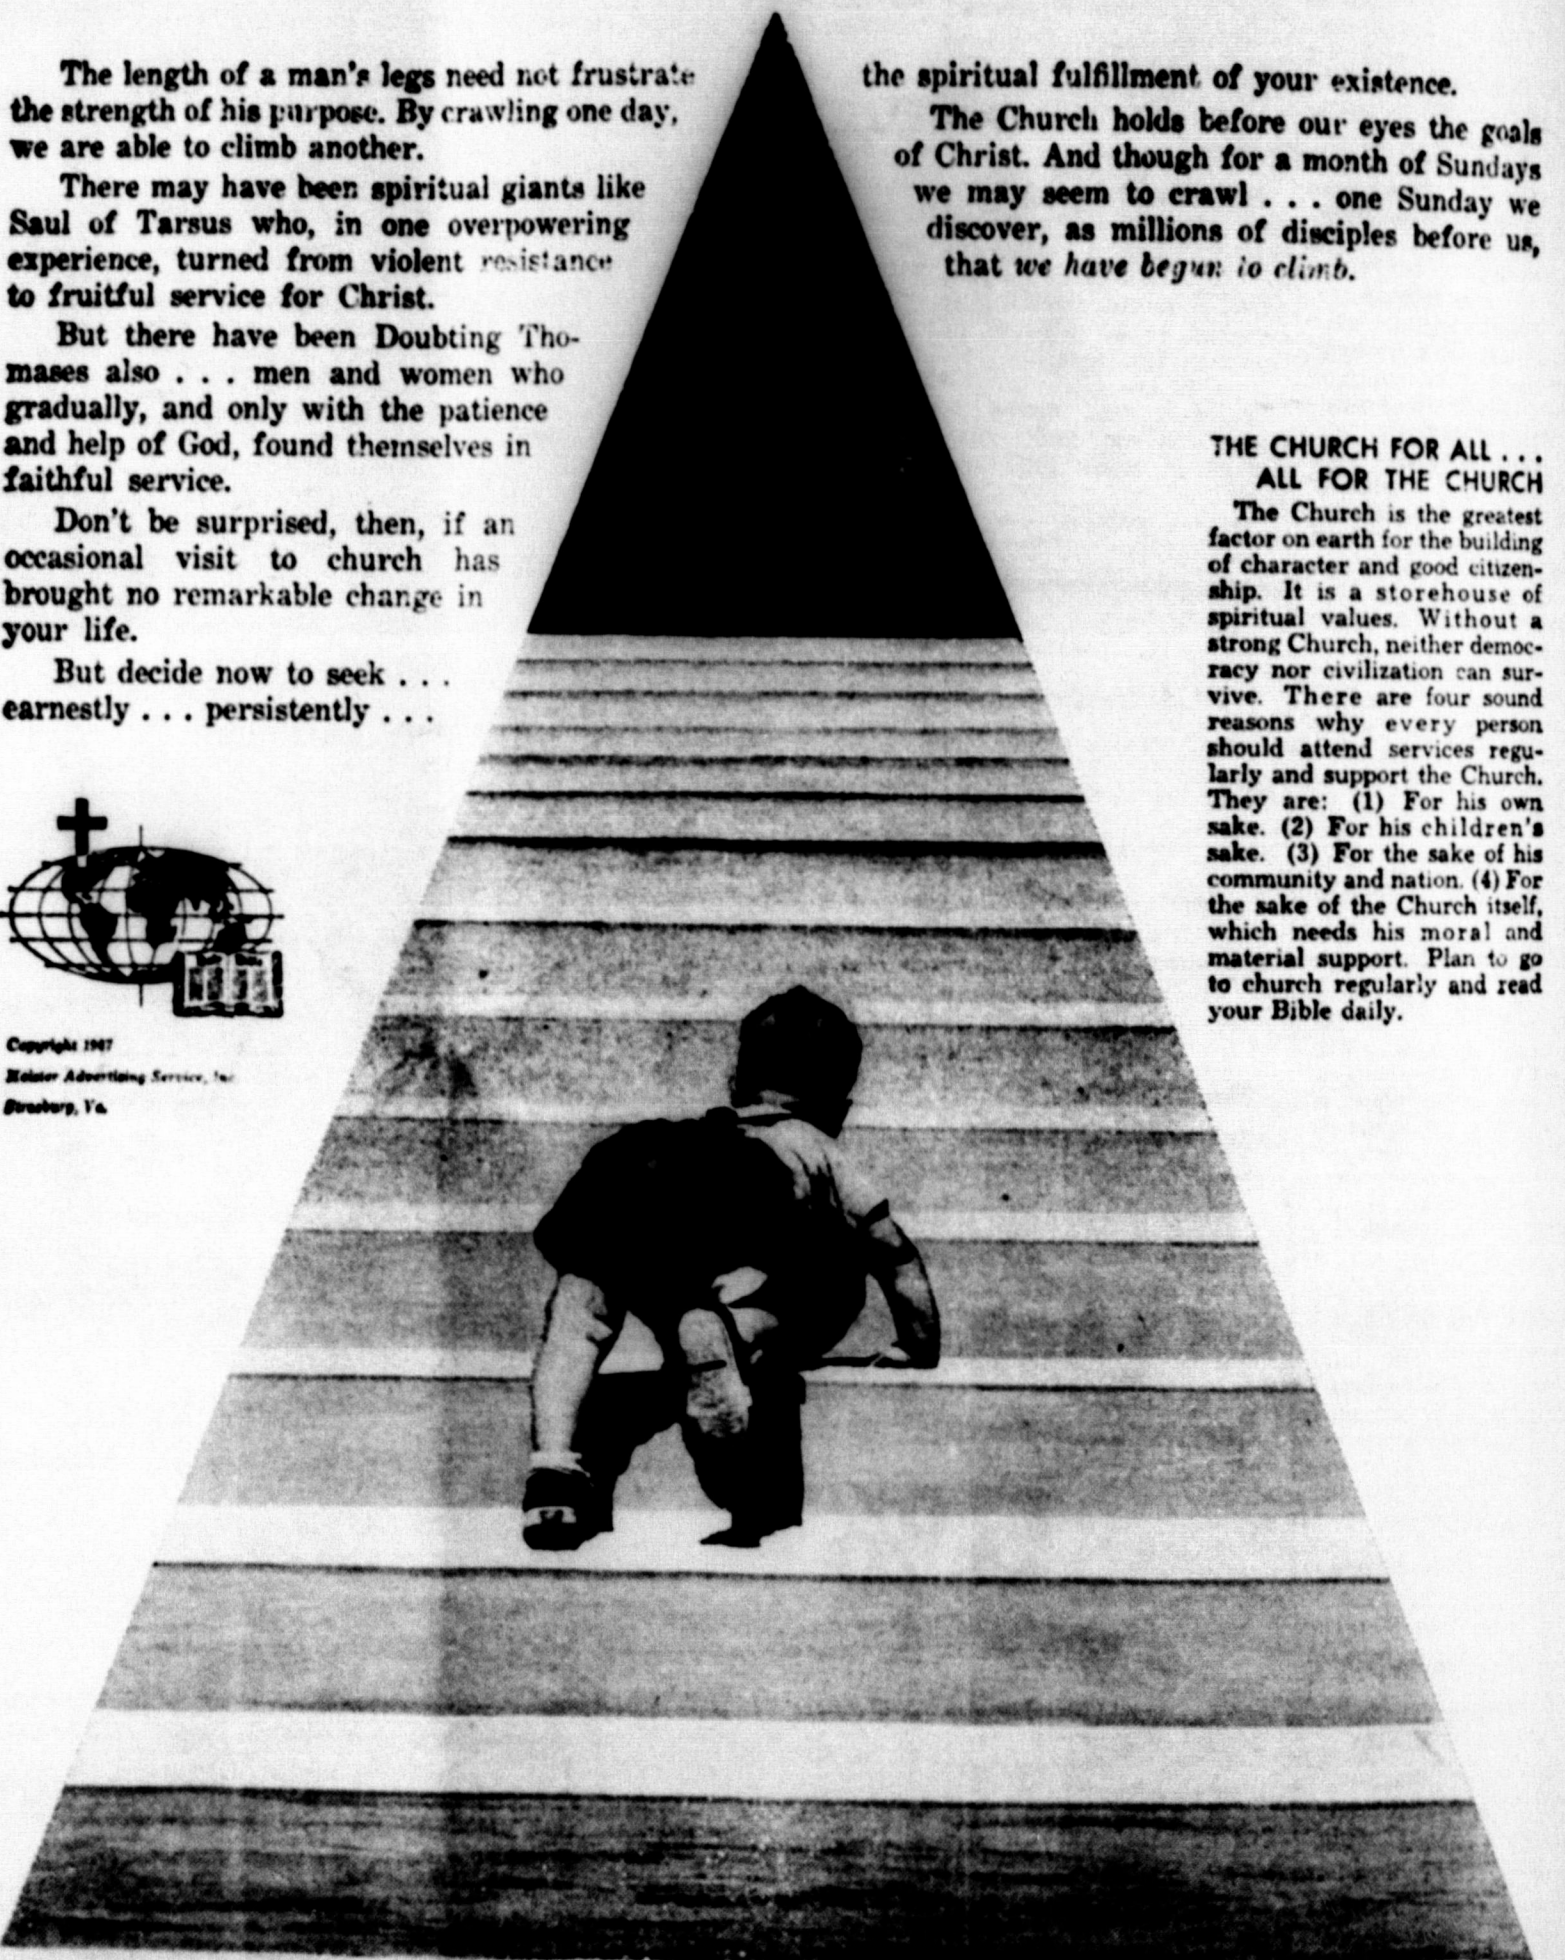 The length of a man's legs need not frustrate
the strength of his purpose. By crawling one day,
we are able to climb another.
There may have been spiritual giants like
Saul of Tarsus who, in one overpowering
experience, turned from violent resistance
to fruitful service for Christ.
But there have been Doubting Tho-
mases also . . . men and women who
gradually, and only with the patience
and help of God, found themselves in
faithful service.
Don't be surprised, then, if an
occasional visit to church has
brought no remarkable change in
your life.
But decide now to seek . . .
earnestly . . . persistently . . .
the spiritual fulfillment of your existence.
The Church holds before our eyes the goals
of Christ. And though for a month of Sundays
we may seem to crawl . . . one Sunday we
discover, as millions of disciples before us,
that we have begun to climb.
THE CHURCH FOR ALL . . .
ALL FOR THE CHURCH
The Church is the greatest
factor on earth for the building
of character and good citizen-
ship. It is a storehouse of
spiritual values. Without a
strong Church, neither democ-
racy nor civilization can sur-
vive. There are four sound
reasons why every person
should attend services regu-
larly and support the Church.
They are: (1) For his own
sake. (2) For his children's
sake. (3) For the sake of his
community and nation. (4) For
the sake of the Church itself,
which needs his moral and
material support. Plan to go
to church regularly and read
your Bible daily.
Copyright 1967
Advertising Service, Inc.
Strasburg, Va.